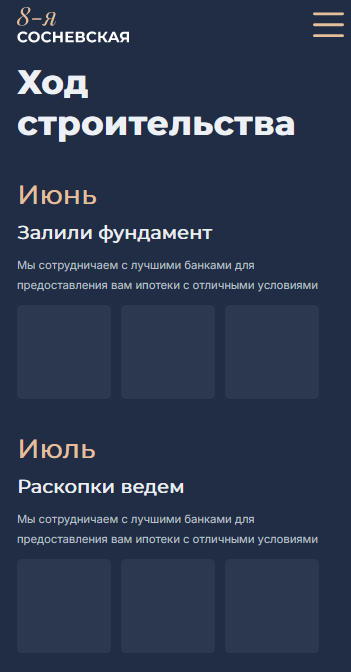 8-я
СОСНЕВСКАЯ
Ход
строительства
Июнь
Залили фундамент
Мы сотрудничаем с лучшими банками для
предоставления вам ипотеки с отличными условиями
Июль
Раскопки ведем
Мы сотрудничаем с лучшими банками для
предоставления вам ипотеки с отличными условиями